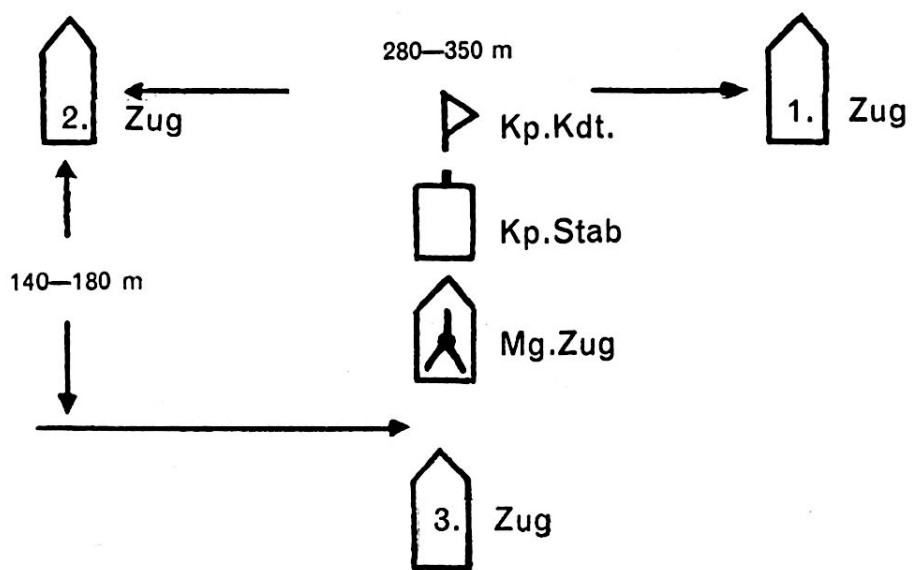 280—350 m
2. Zug
1. Zug
Kp.Kdt.
Kp.Stab
140—180 m
Mg.Zug
3. Zug